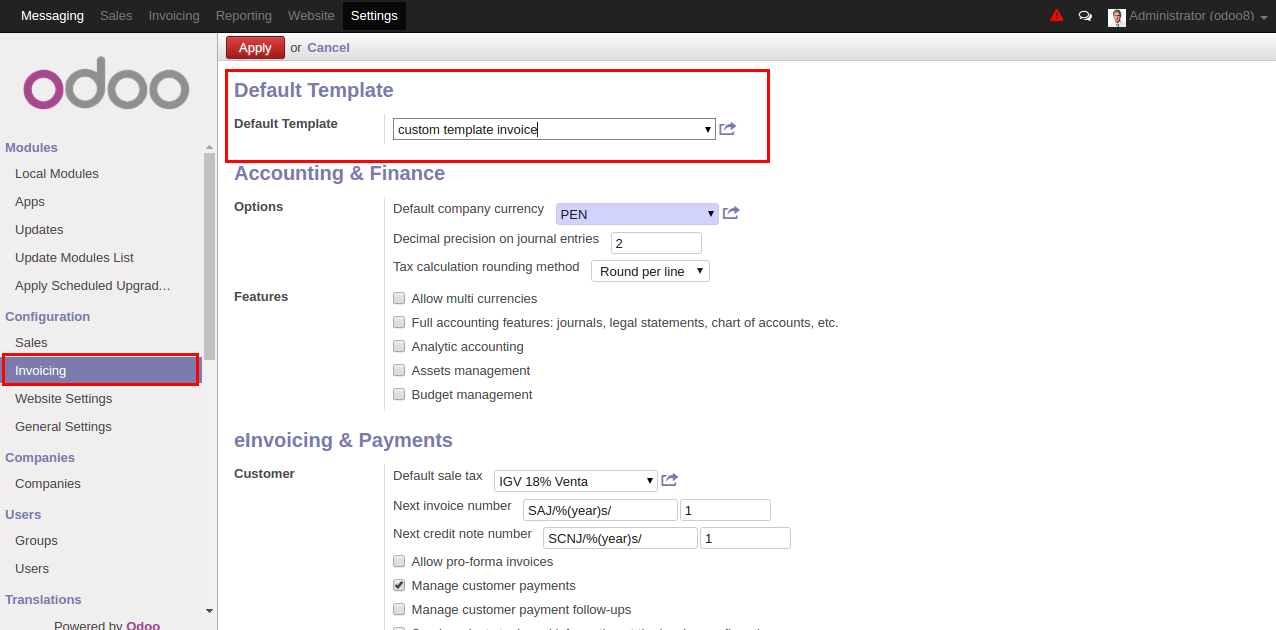 Messaging Sales Invoicing Reporting Website Settings Administrator (odoo8)
Apply or Cancel
odoo
Modules
Local Modules
Apps
Updates
Update Modules List
Apply Scheduled Upgrad...
Configuration
Sales
Invoicing
Website Settings
General Settings
Companies
Companies
Users
Groups
Users
Translations
Powered by Odoo
Default Template
Default Template custom template invoice
Accounting & Finance
Options Default company currency PEN
Decimal precision on journal entries 2
Tax calculation rounding method Round per line
Features Allow multi currencies
Full accounting features: journals, legal statements, chart of accounts, etc.
Analytic accounting
Assets management
Budget management
eInvoicing & Payments
Customer Default sale tax IGV 18% Venta
Next invoice number SAJ/%(year)s/ 1
Next credit note number SCNJ/%(year)s/ 1
Allow pro-forma invoices
Manage customer payments
Manage customer payment follow-ups